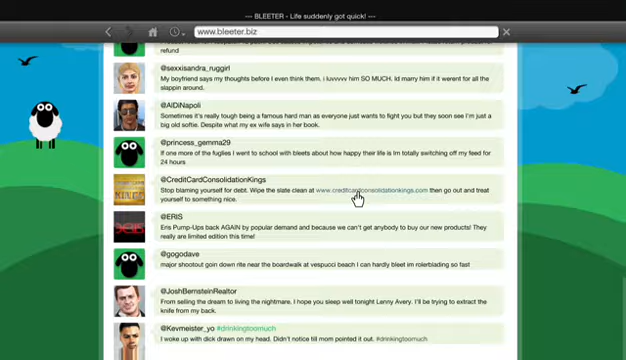 --- BLEETER - Life suddenly got quick! ---
www.bleeter.biz
refund
@sexxisandra_ruggirl
My boyfriend says my thoughts before I even think them. i luvvvvv him SO MUCH. Id marry him if it werent for all the
slappin around.
@AlDiNapoli
Sometimes it's really tough being a famous hard man as everyone just wants to fight you but they soon see I'm just a
big old softie. Despite what my ex wife says in her book.
@princess_gemma29
If one more of the fuglies I went to school with bleets about how happy their life is Im totally switching off my feed for
24 hours
@CreditCardConsolidationKings
Stop blaming yourself for debt. Wipe the slate clean at www.creditcardconsolidationkings.com then go out and treat
yourself to something nice.
KINGS
@ERIS
Eris Pump-Ups back AGAIN by popular demand and because we can't get anybody to buy our new products! They
really are limited edition this time!
ERIS
@gogodave
major shootout goin down rite near the boardwalk at vespucci beach I can hardly bleet im rolerblading so fast
@JoshBernsteinRealtor
From selling the dream to living the nightmare. I hope you sleep well tonight Lenny Avery. I'll be trying to extract the
knife from my back.
@Kevmeister_yo #drinkingtoomuch
I woke up with dick drawn on my head. Didn't notice till mom pointed it out. #drinkingtoomuch